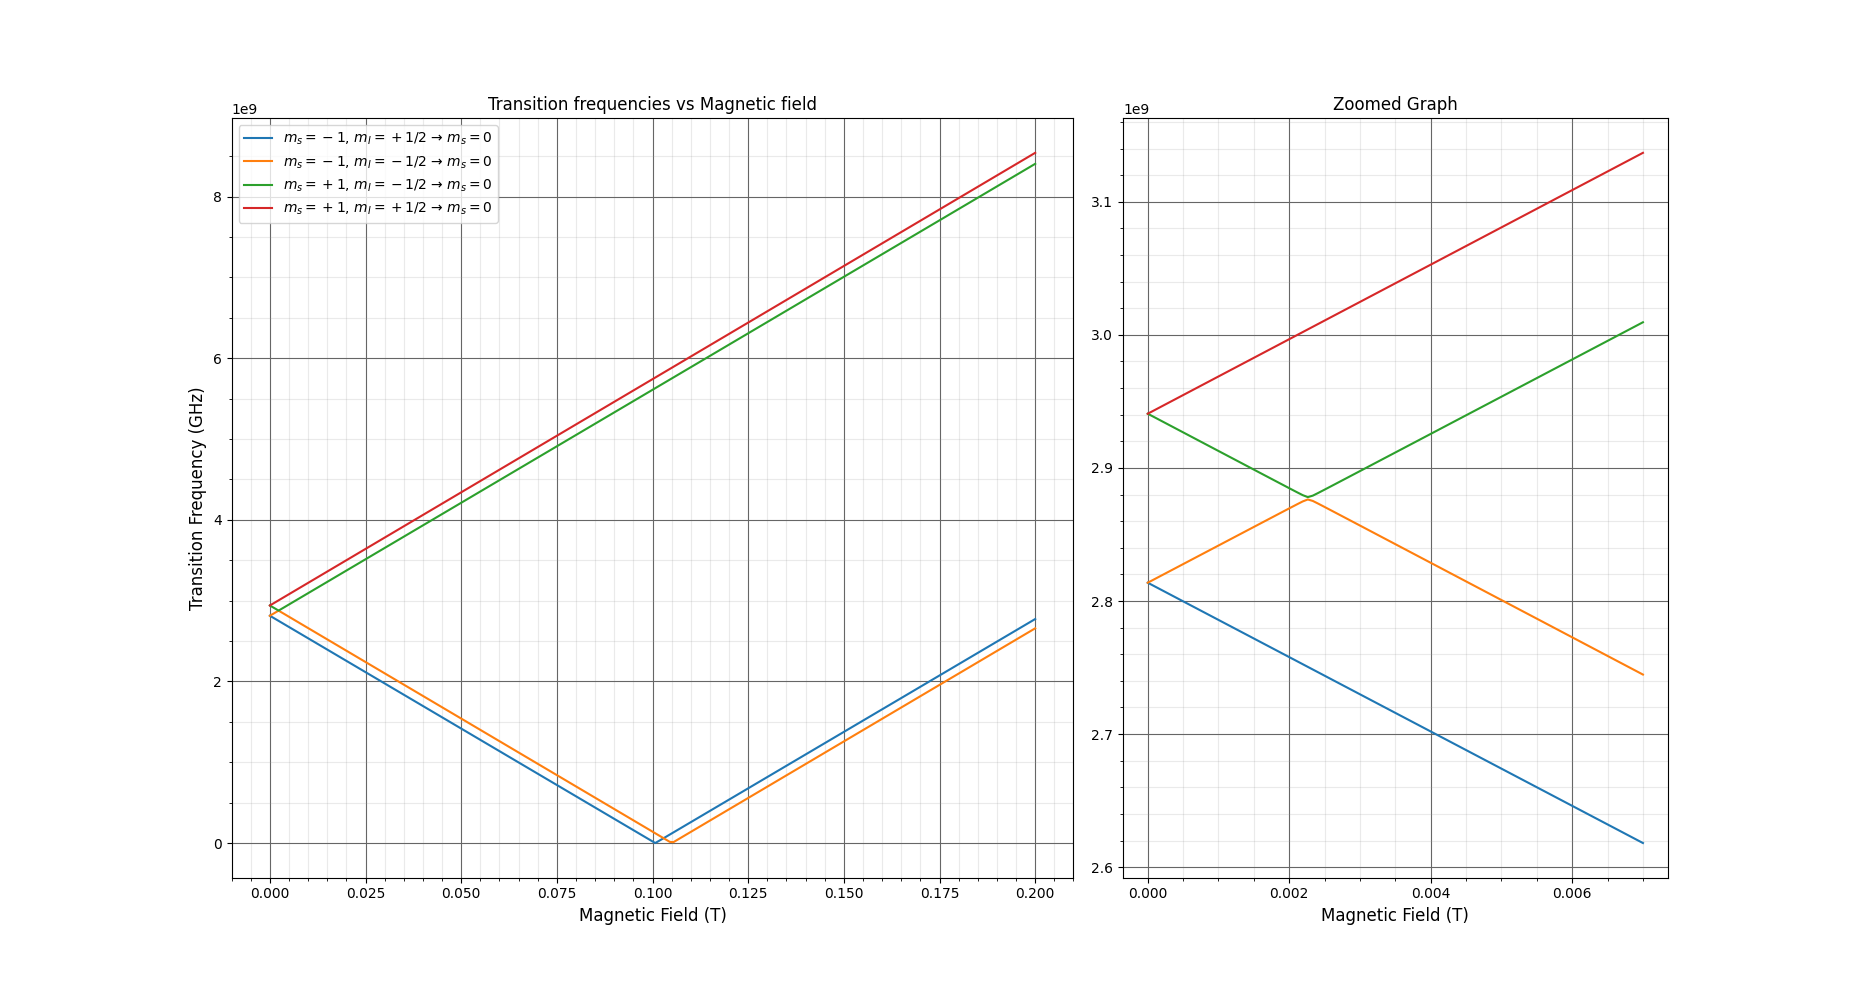 Transition frequencies vs Magnetic field
1e9
m_s = −1, m_I = +1/2 → m_s = 0
m_s = −1, m_I = −1/2 → m_s = 0
m_s = +1, m_I = −1/2 → m_s = 0
m_s = +1, m_I = +1/2 → m_s = 0
8
6
4
2
0
Transition Frequency (GHz)
0.000 0.025 0.050 0.075 0.100 0.125 0.150 0.175 0.200
Magnetic Field (T)
Zoomed Graph
1e9
3.1
3.0
2.9
2.8
2.7
2.6
0.000 0.002 0.004 0.006
Magnetic Field (T)